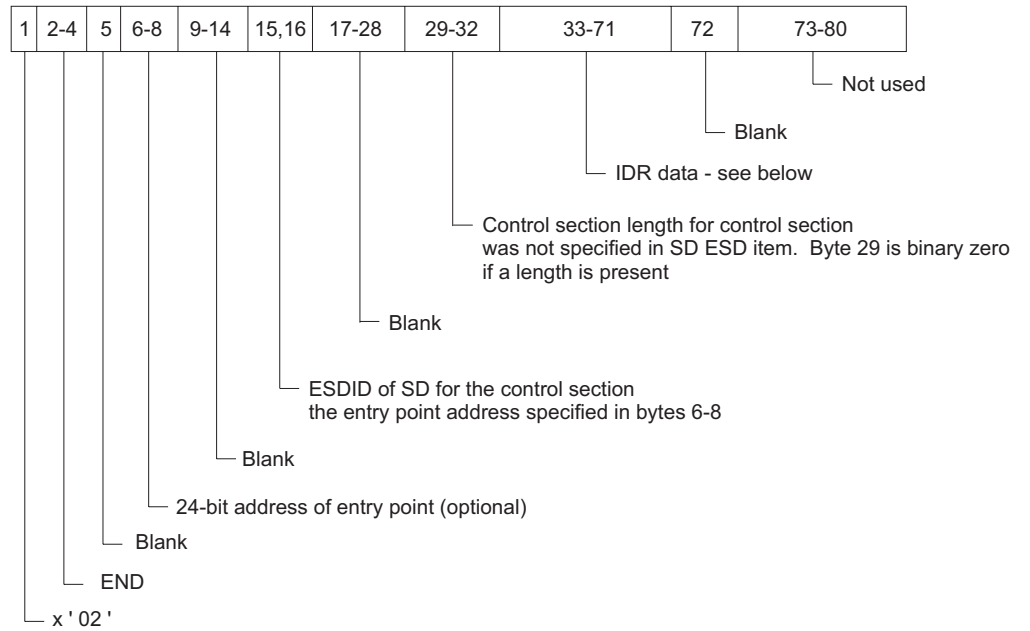 1 2-4 5 6-8 9-14 15,16 17-28 29-32 33-71 72 73-80
Not used
Blank
IDR data - see below
Control section length for control section
was not specified in SD ESD item. Byte 29 is binary zero
if a length is present
Blank
ESDID of SD for the control section
the entry point address specified in bytes 6-8
Blank
24-bit address of entry point (optional)
Blank
END
x ' 02 '